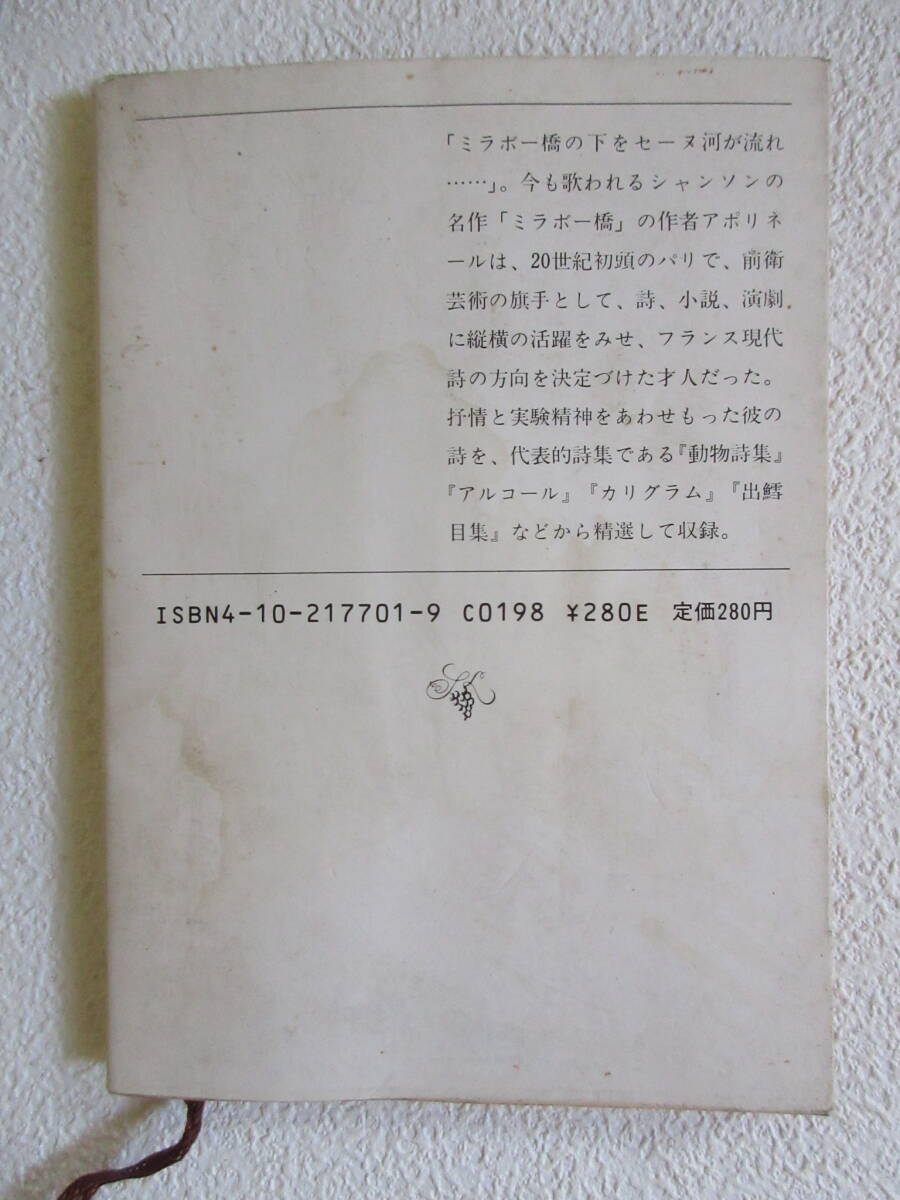 「ミラボー橋の下をセーヌ河が流れ
……」。今も歌われるシャンソンの
名作「ミラボー橋」の作者アポリネ
ールは、20世紀初頭のパリで、前衛
芸術の旗手として、詩、小説、演劇
に縦横の活躍をみせ、フランス現代
詩の方向を決定づけた才人だった。
抒情と実験精神をあわせもった彼の
詩を、代表的詩集である『動物詩集』
『アルコール』『カリグラム』『出鱈
目集』などから精選して収録。
ISBN4-10-217701-9 C0198 ¥280E 定価280円